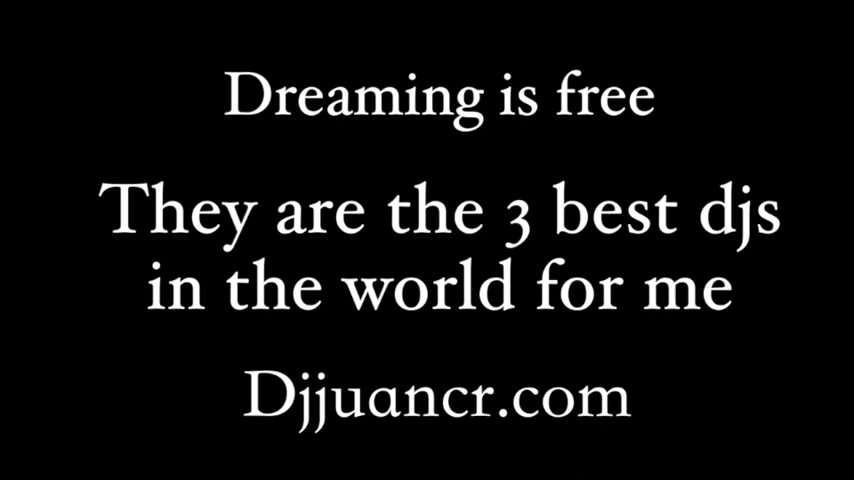 Dreaming is free
They are the 3 best djs
in the world for me
Djjuancr.com